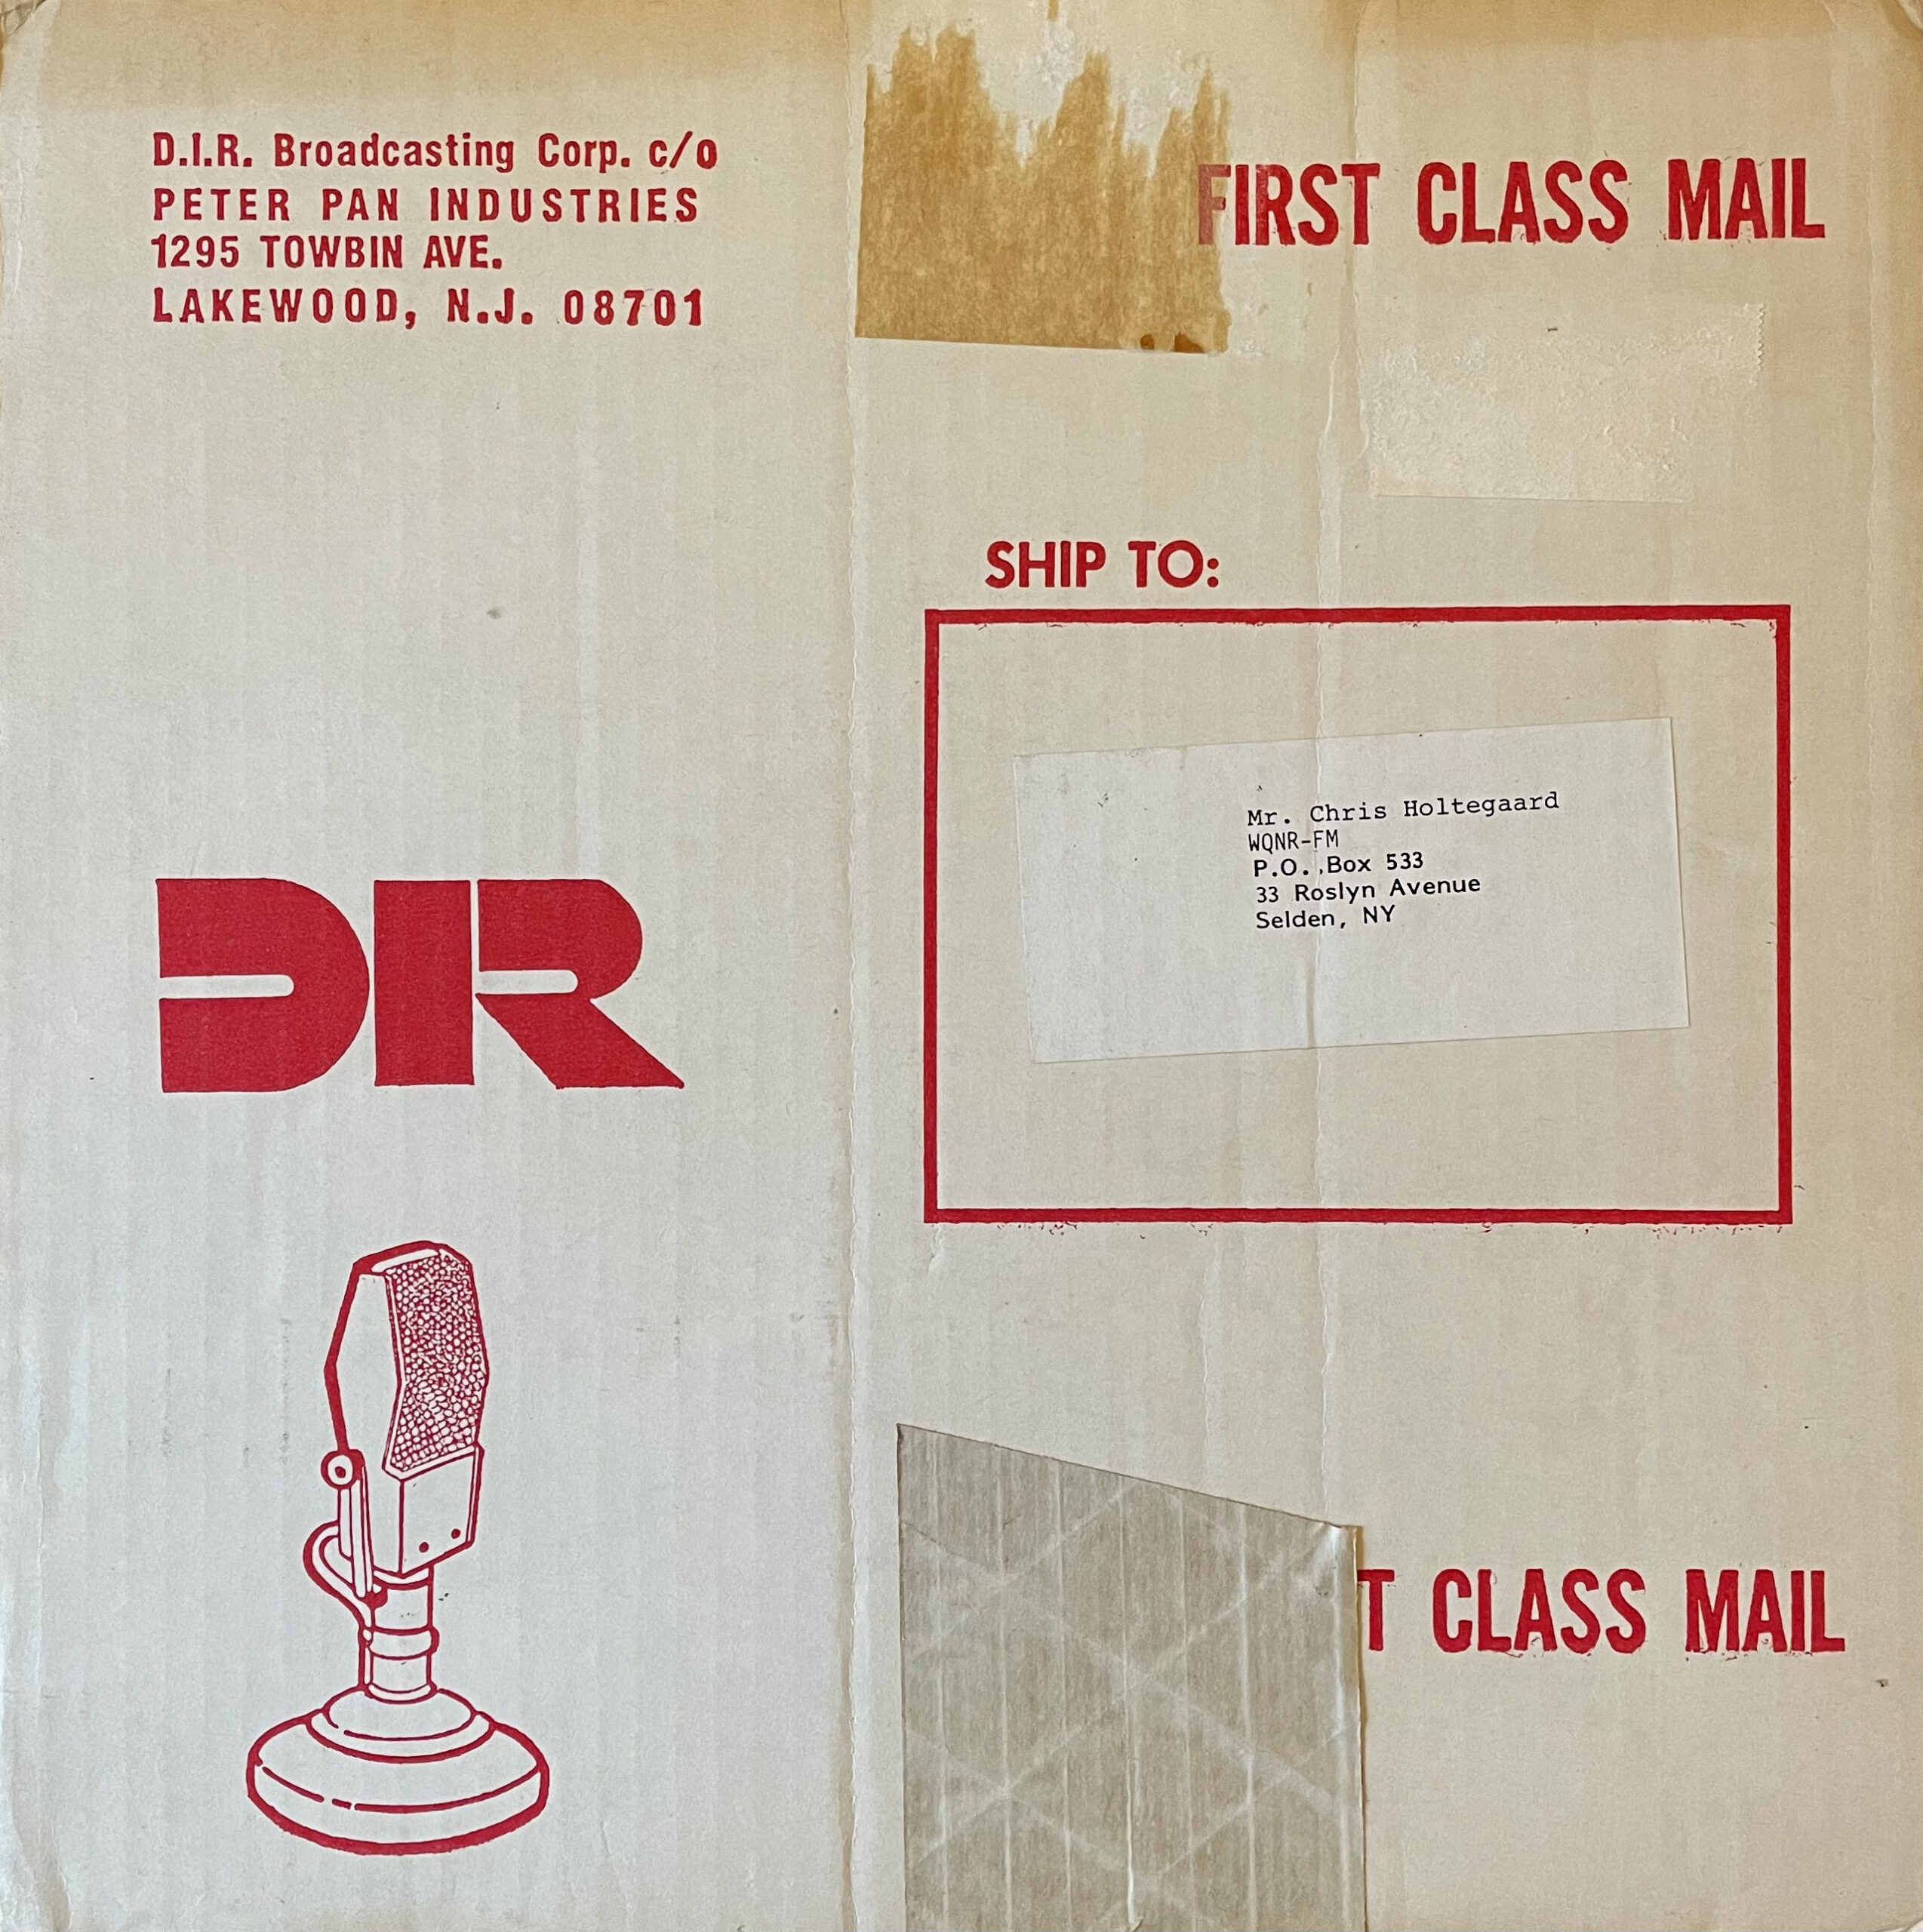 D.I.R. Broadcasting Corp. c/o
PETER PAN INDUSTRIES
1295 TOWBIN AVE.
LAKEWOOD, N.J. 08701
FIRST CLASS MAIL
SHIP TO:
Mr. Chris Holtegaard
WQNR-FM
P.O. Box 533
33 Roslyn Avenue
Selden, NY
DIR
T CLASS MAIL